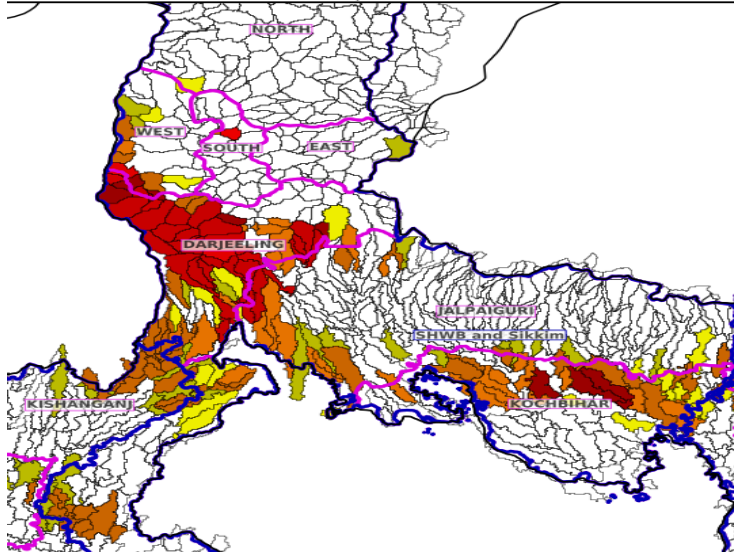 NORTH
WEST
SOUTH
EAST
DARJEELING
JALPAIGURI
SHWB and Sikkim
KISHANGANJ
KOCHBIHAR